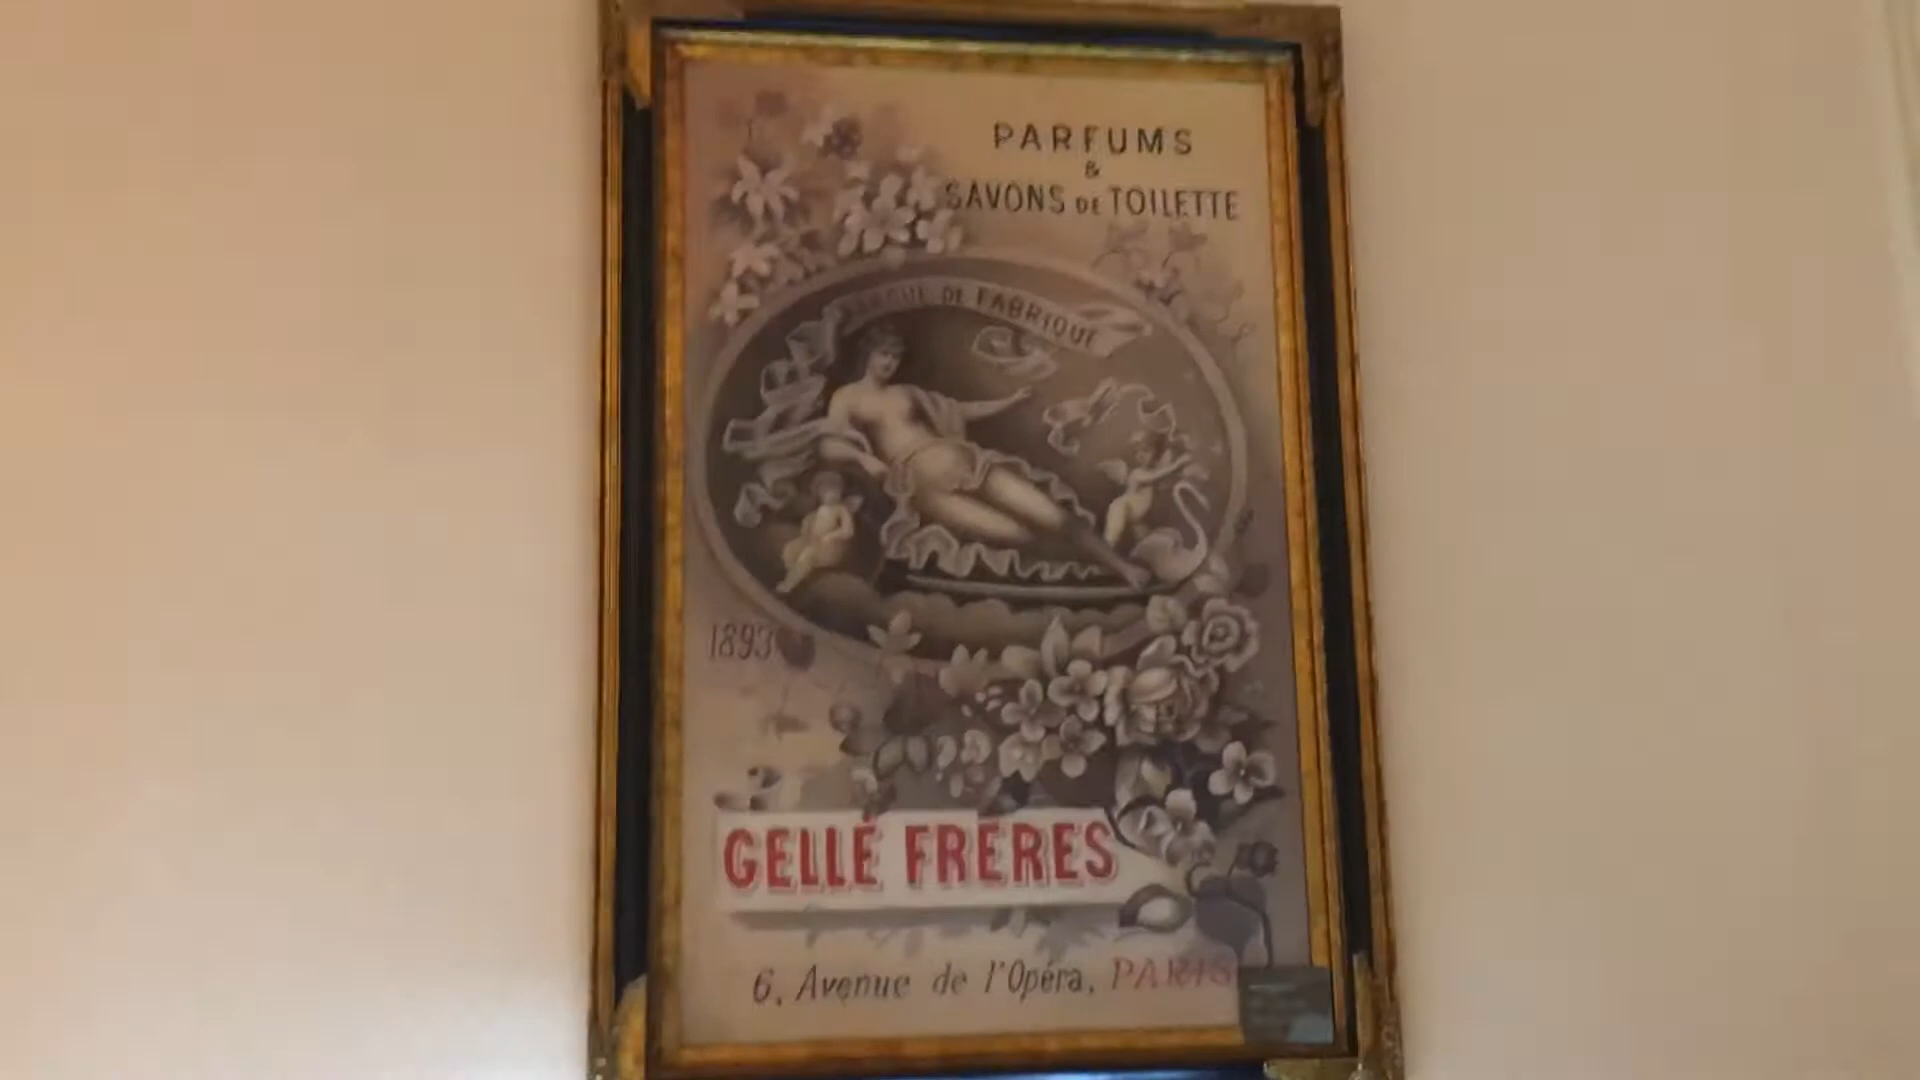 PARFUMS
&
SAVONS DE TOILETTE
DE FABRIQUE
1893
GELLÉ FRERES
6, Avenue de l'Opéra, PARIS